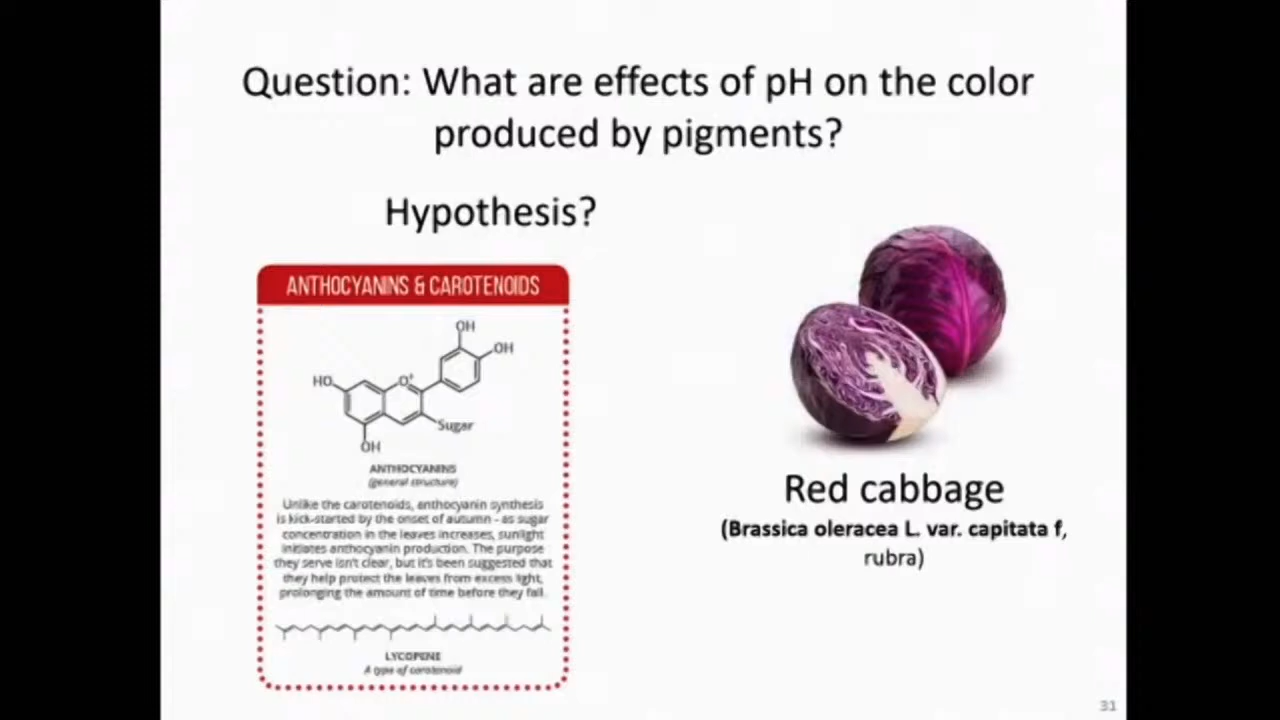 Question: What are effects of pH on the color
produced by pigments?
Hypothesis?
ANTHOCYANINS & CAROTENOIDS
OH
OH
HO
O+
Sugar
OH
ANTHOCYANINS
(general structure)
Unlike the carotenoids, anthocyanin synthesis
is kick-started by the onset of autumn - as sugar
concentration in the leaves increases, sunlight
initiates anthocyanin production. The purpose
they serve isn't clear, but it's been suggested that
they help protect the leaves from excess light,
prolonging the amount of time before they fall.
LYCOPENE
A type of carotenoid
Red cabbage
(Brassica oleracea L. var. capitata f,
rubra)
31